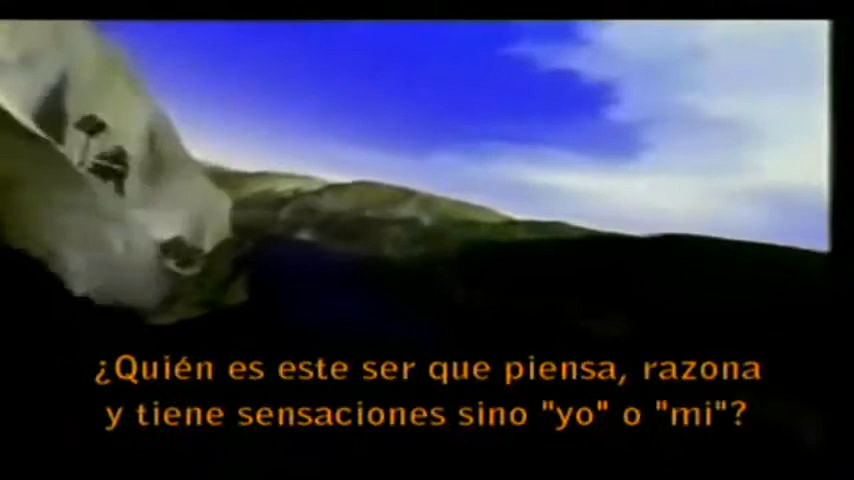 ¿Quién es este ser que piensa, razona
y tiene sensaciones sino "yo" o "mi"?